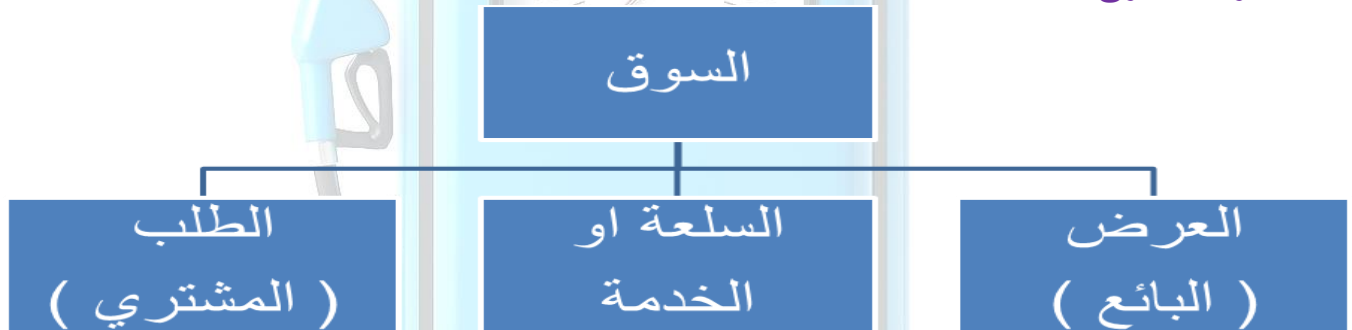 السوق
العرض
( البائع )
السلعة او
الخدمة
الطلب
( المشتري )